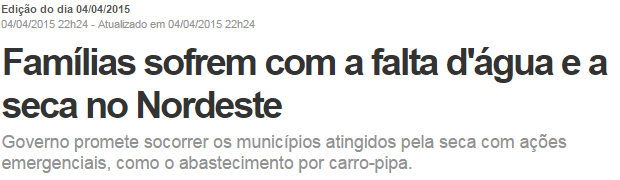 Edição do dia 04/04/2015
04/04/2015 22h24 - Atualizado em 04/04/2015 22h24
Famílias sofrem com a falta d'água e a
seca no Nordeste
Governo promete socorrer os municípios atingidos pela seca com ações
emergenciais, como o abastecimento por carro-pipa.